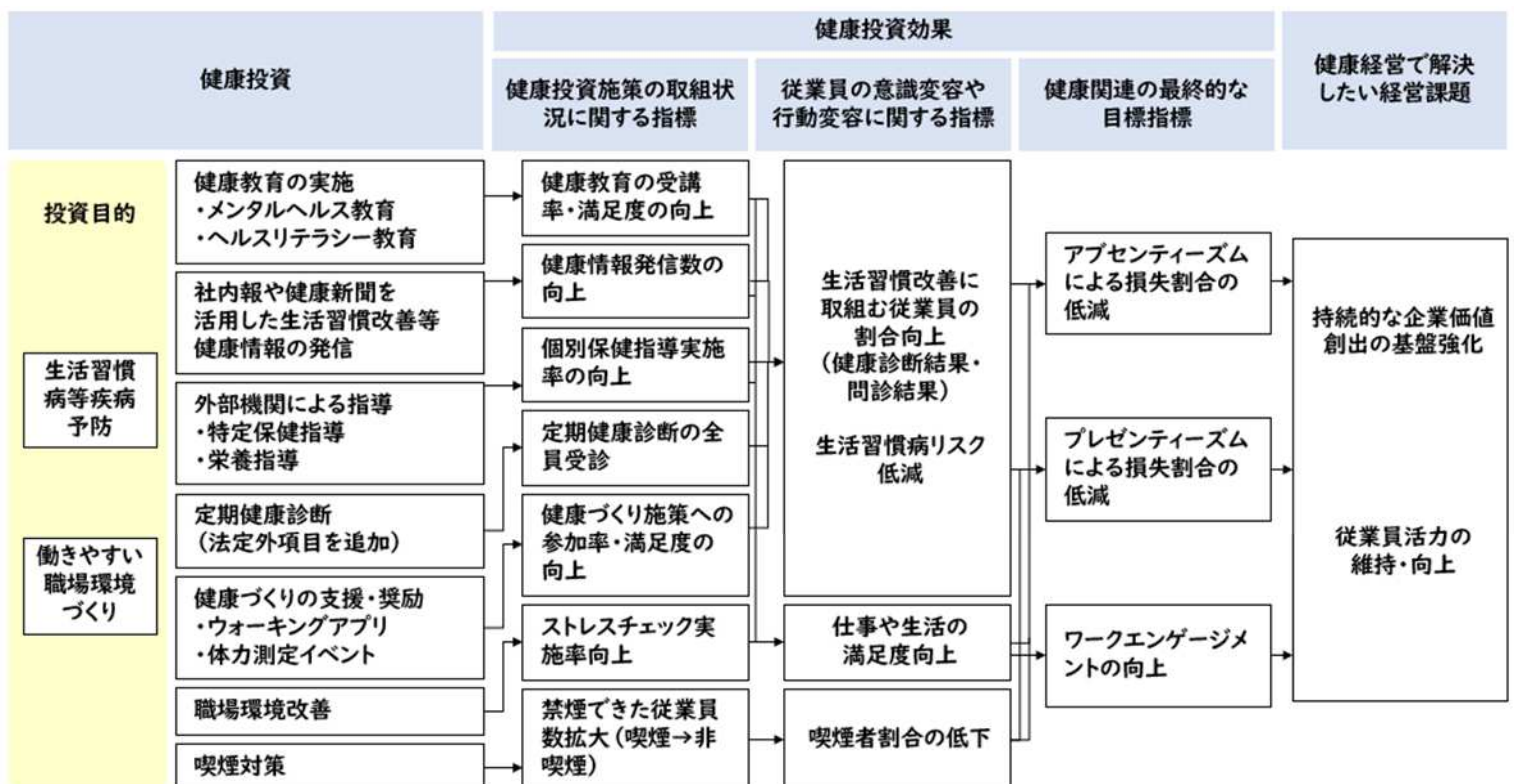 健康投資
健康投資効果
健康投資施策の取組状
況に関する指標
従業員の意識変容や
行動変容に関する指標
健康関連の最終的な
目標指標
健康経営で解決
したい経営課題
投資目的
生活習慣
病等疾病
予防
働きやすい
職場環境
づくり
健康教育の実施
・メンタルヘルス教育
・ヘルスリテラシー教育
社内報や健康新聞を
活用した生活習慣改善等
健康情報の発信
外部機関による指導
・特定保健指導
・栄養指導
定期健康診断
(法定外項目を追加)
健康づくりの支援・奨励
・ウォーキングアプリ
・体力測定イベント
職場環境改善
喫煙対策
健康教育の受講
率・満足度の向上
健康情報発信数の
向上
個別保健指導実施
率の向上
定期健康診断の全
員受診
健康づくり施策への
参加率・満足度の
向上
ストレスチェック実
施率向上
禁煙できた従業員
数拡大(喫煙→非
喫煙)
生活習慣改善に
取組む従業員の
割合向上
(健康診断結果・
問診結果)
生活習慣病リスク
低減
仕事や生活の
満足度向上
喫煙者割合の低下
アブセンティーズム
による損失割合の
低減
プレゼンティーズム
による損失割合の
低減
ワークエンゲージメ
ントの向上
持続的な企業価値
創出の基盤強化
従業員活力の
維持・向上